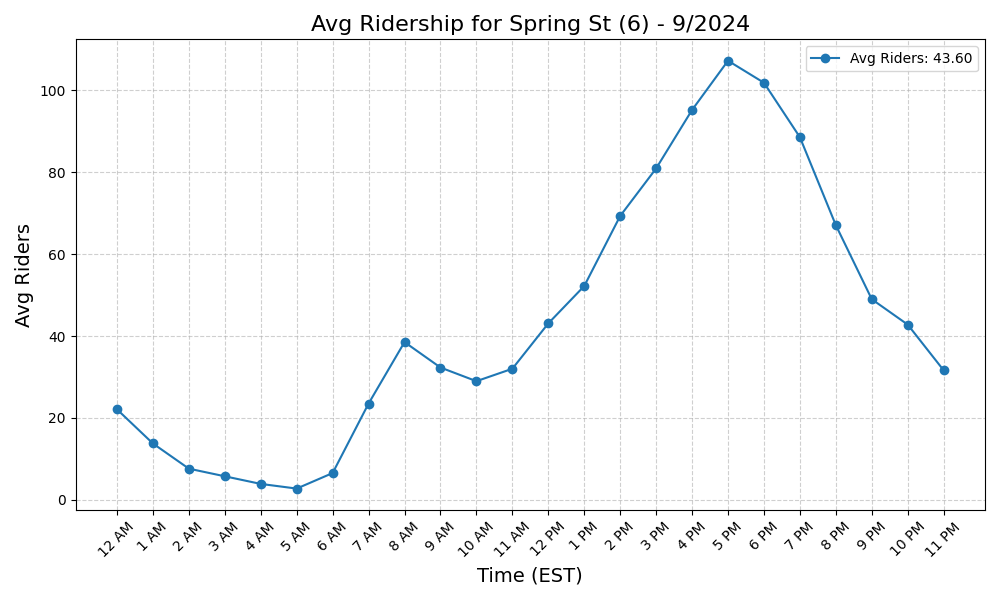 Avg Ridership for Spring St (6) - 9/2024
Avg Riders: 43.60
Avg Riders
100
80
60
40
20
0
12 AM
1 AM
2 AM
3 AM
4 AM
5 AM
6 AM
7 AM
8 AM
9 AM
10 AM
11 AM
12 PM
1 PM
2 PM
3 PM
4 PM
5 PM
6 PM
7 PM
8 PM
9 PM
10 PM
11 PM
Time (EST)